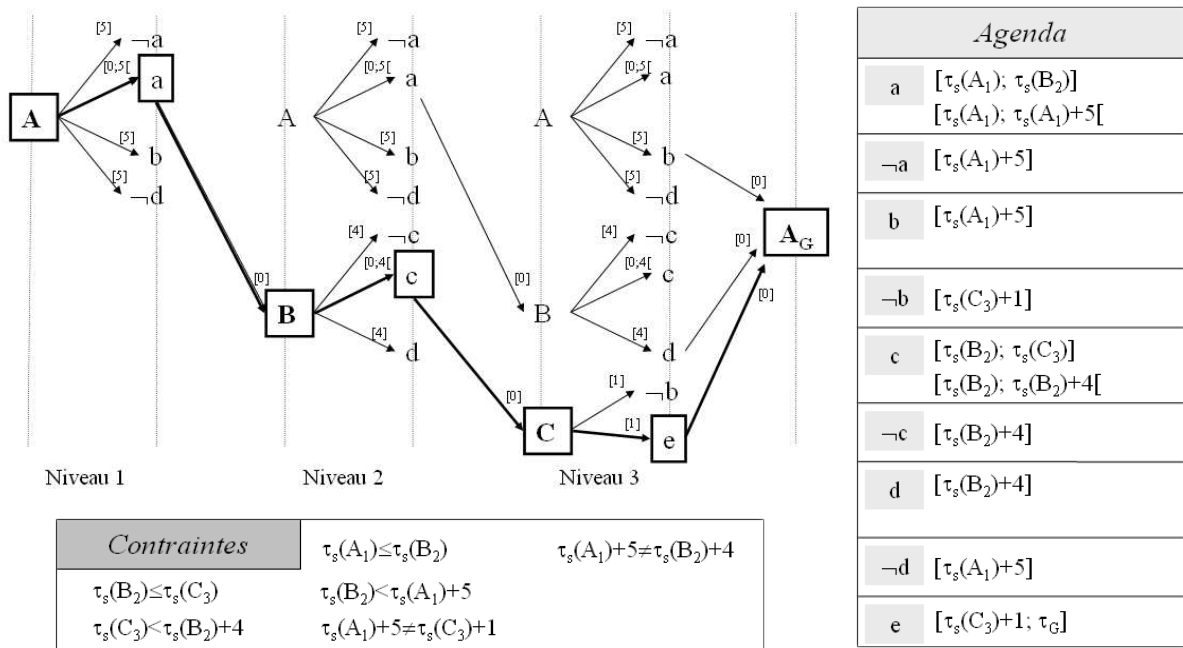 [5] ¬a
[0;5[ a
A
[5] b
[5] ¬d
[5] ¬a
[0;5[ a
A
[5] b
[5] ¬d
[4] ¬c
[0;4[ c
[0]
B
[4] d
[5] ¬a
[0;5[ a
A
[5] b
[5] ¬d
[0]
[4] ¬c
[0;4[ c
[0]
B
[4] d
[1] ¬b
[0]
C
[1] e
[0]
[0]
A_G
Niveau 1
Niveau 2
Niveau 3
Contraintes
τ_s(A_1)≤τ_s(B_2)
τ_s(A_1)+5≠τ_s(B_2)+4
τ_s(B_2)≤τ_s(C_3)
τ_s(B_2)<τ_s(A_1)+5
τ_s(C_3)<τ_s(B_2)+4
τ_s(A_1)+5≠τ_s(C_3)+1
Agenda
a [τ_s(A_1); τ_s(B_2)]
[τ_s(A_1); τ_s(A_1)+5[
¬a [τ_s(A_1)+5]
b [τ_s(A_1)+5]
¬b [τ_s(C_3)+1]
c [τ_s(B_2); τ_s(C_3)]
[τ_s(B_2); τ_s(B_2)+4[
¬c [τ_s(B_2)+4]
d [τ_s(B_2)+4]
¬d [τ_s(A_1)+5]
e [τ_s(C_3)+1; τ_G]